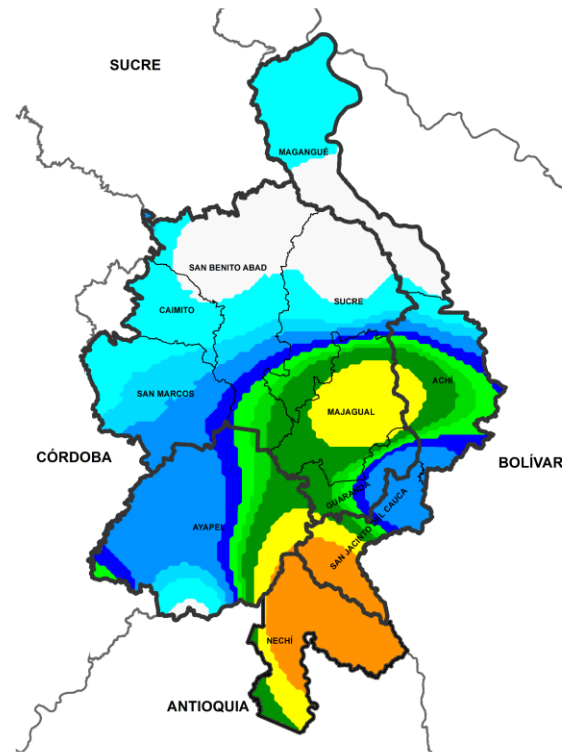 SUCRE
MAGANGUÉ
SAN BENITO ABAD
SUCRE
CAIMITO
ACHÍ
SAN MARCOS
MAJAGUAL
CÓRDOBA
BOLÍVAR
GUARANDA
SAN JACINTO DEL CAUCA
AYAPEL
NECHÍ
ANTIOQUIA